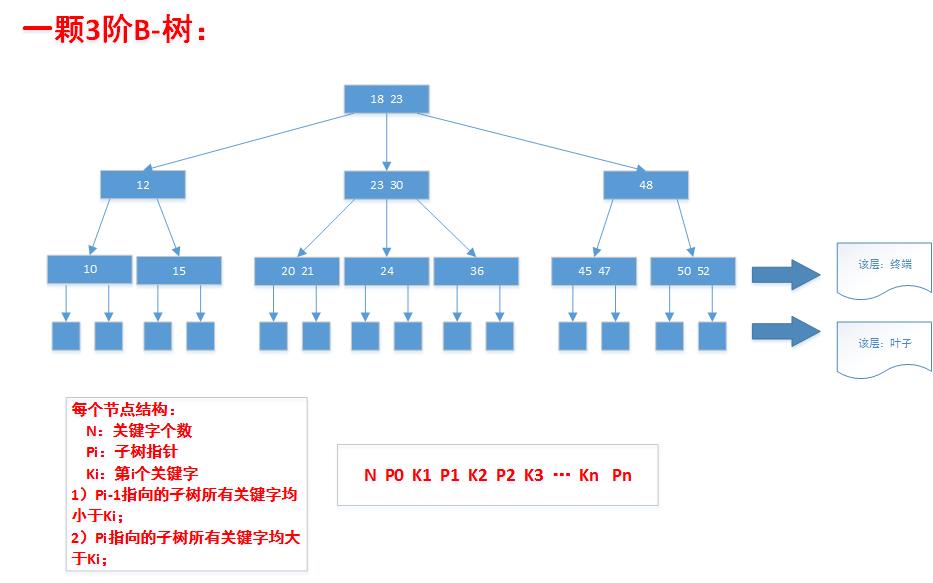 一颗3阶B-树：
18 23
12
23 30
48
10
15
20 21
24
36
45 47
50 52
该层：终端
该层：叶子
每个节点结构：
N：关键字个数
Pi：子树指针
Ki：第i个关键字
1）Pi-1指向的子树所有关键字均
小于Ki；
2）Pi指向的子树所有关键字均大
于Ki；
N P0 K1 P1 K2 P2 K3 … Kn Pn